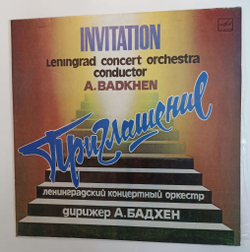 INVITATION
Leningrad concert orchestra
conductor
A.BADKHEN
Приглашение
ленинградский концертный оркестр
дирижер А.БАДХЕН